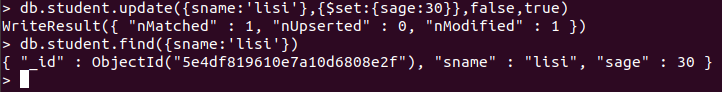 > db.student.update({sname:'lisi'},{$set:{sage:30}},false,true)
WriteResult({ "nMatched" : 1, "nUpserted" : 0, "nModified" : 1 })
> db.student.find({sname:'lisi'})
{ "_id" : ObjectId("5e4df819610e7a10d6808e2f"), "sname" : "lisi", "sage" : 30 }
>